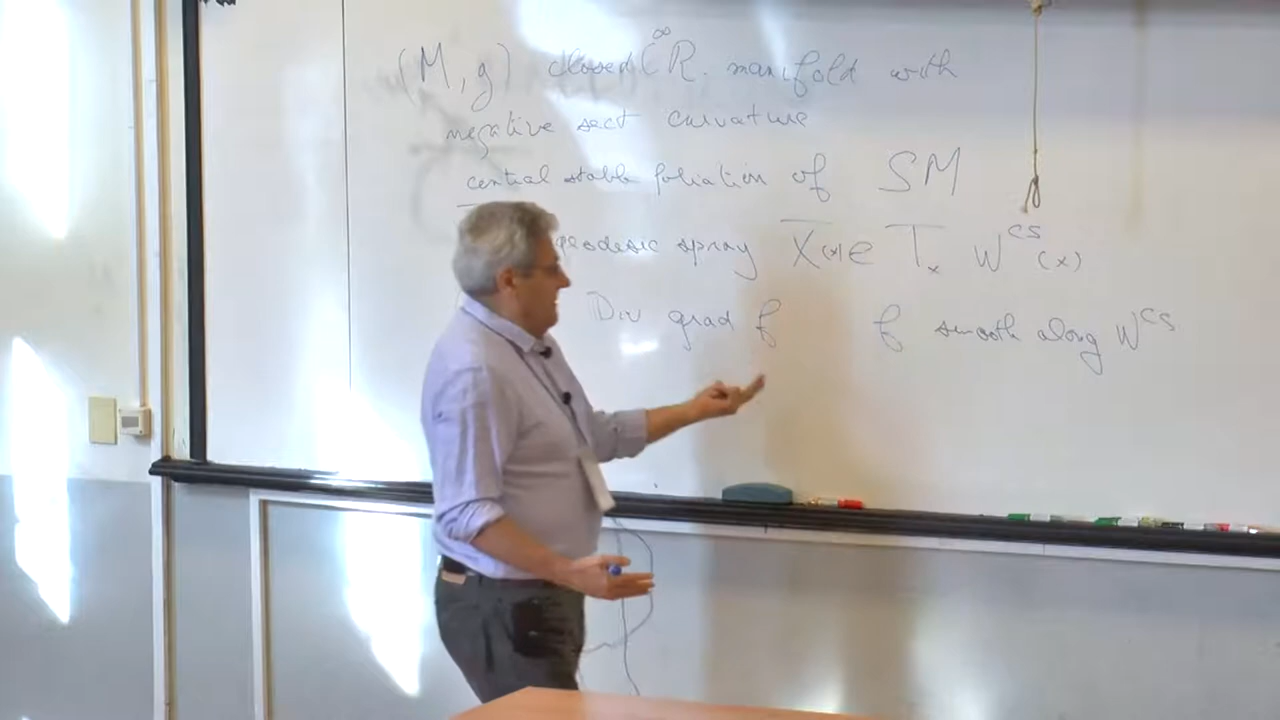 (M, g) closed C^∞ R. manifold with
negative sect curvature
central stable foliation of SM
geodesic spray X̄(x) ∈ T_x W^{cs}(x)
Div grad f f smooth along W^{cs}